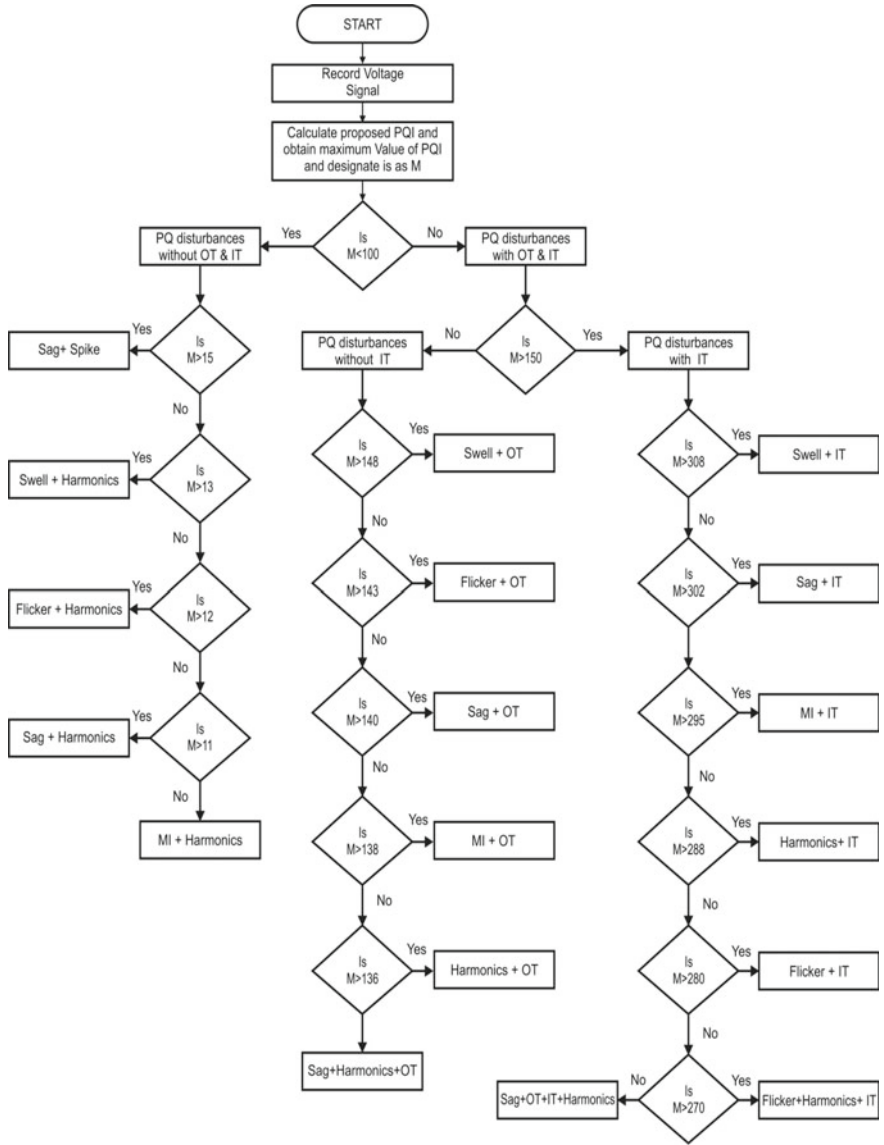 START
Record Voltage
Signal
Calculate proposed PQI and
obtain maximum Value of PQI
and designate is as M
Is
M<100
Yes
No
PQ disturbances
without OT & IT
PQ disturbances
with OT & IT
Is
M>15
Yes
Sag+ Spike
No
Is
M>13
Yes
Swell + Harmonics
No
Is
M>12
Yes
Flicker + Harmonics
No
Is
M>11
Yes
Sag + Harmonics
No
MI + Harmonics
Is
M>150
No
Yes
PQ disturbances
without IT
PQ disturbances
with IT
Is
M>148
Yes
Swell + OT
No
Is
M>143
Yes
Flicker + OT
No
Is
M>140
Yes
Sag + OT
No
Is
M>138
Yes
MI + OT
No
Is
M>136
Yes
Harmonics + OT
Sag+Harmonics+OT
Is
M>308
Yes
Swell + IT
No
Is
M>302
Yes
Sag + IT
Is
M>295
Yes
MI + IT
No
Is
M>288
Yes
Harmonics+ IT
No
Is
M>280
Yes
Flicker + IT
No
Is
M>270
No
Yes
Sag+OT+IT+Harmonics
Flicker+Harmonics+ IT